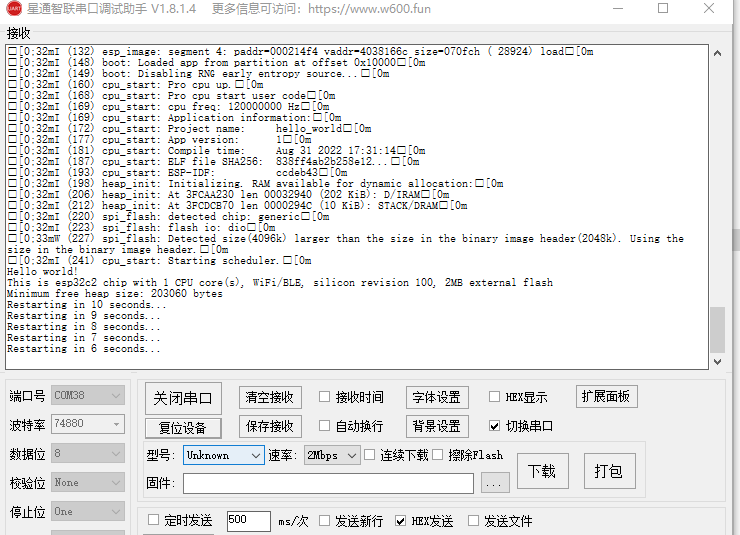 星通智联串口调试助手 V1.8.1.4 更多信息可访问: https://www.w600.fun
接收
□[0;32mI (132) esp_image: segment 4: paddr=000214f4 vaddr=4038166c size=070fch ( 28924) load□[0m
□[0;32mI (148) boot: Loaded app from partition at offset 0x10000□[0m
□[0;32mI (149) boot: Disabling RNG early entropy source...□[0m
□[0;32mI (160) cpu_start: Pro cpu up.□[0m
□[0;32mI (168) cpu_start: Pro cpu start user code□[0m
□[0;32mI (169) cpu_start: cpu freq: 120000000 Hz□[0m
□[0;32mI (169) cpu_start: Application information:□[0m
□[0;32mI (172) cpu_start: Project name:     hello_world□[0m
□[0;32mI (177) cpu_start: App version:      1□[0m
□[0;32mI (181) cpu_start: Compile time:     Aug 31 2022 17:31:14□[0m
□[0;32mI (187) cpu_start: ELF file SHA256:  838ff4ab2b258e12...□[0m
□[0;32mI (193) cpu_start: ESP-IDF:          ccdeb43□[0m
□[0;32mI (198) heap_init: Initializing. RAM available for dynamic allocation:□[0m
□[0;32mI (206) heap_init: At 3FCAA230 len 00032940 (202 KiB): D/IRAM□[0m
□[0;32mI (212) heap_init: At 3FCDCB70 len 0000294C (10 KiB): STACK/DRAM□[0m
□[0;32mI (220) spi_flash: detected chip: generic□[0m
□[0;32mI (223) spi_flash: flash io: dio□[0m
□[0;33mW (227) spi_flash: Detected size(4096k) larger than the size in the binary image header(2048k). Using the
size in the binary image header.□[0m
□[0;32mI (241) cpu_start: Starting scheduler.□[0m
Hello world!
This is esp32c2 chip with 1 CPU core(s), WiFi/BLE, silicon revision 100, 2MB external flash
Minimum free heap size: 203060 bytes
Restarting in 10 seconds...
Restarting in 9 seconds...
Restarting in 8 seconds...
Restarting in 7 seconds...
Restarting in 6 seconds...
端口号 COM38 关闭串口 清空接收 接收时间 字体设置 HEX显示 扩展面板
波特率 74880 复位设备 保存接收 自动换行 背景设置 切换串口
数据位 8 型号: Unknown 速率: 2Mbps 连续下载 擦除Flash 下载 打包
校验位 None 固件: ...
停止位 One 定时发送 500 ms/次 发送新行 HEX发送 发送文件